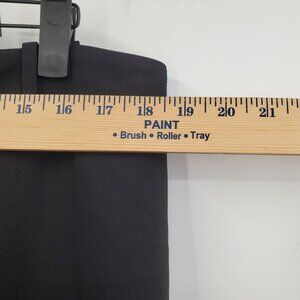 15 16 17 18 19 20 21
PAINT
• Brush • Roller • Tray